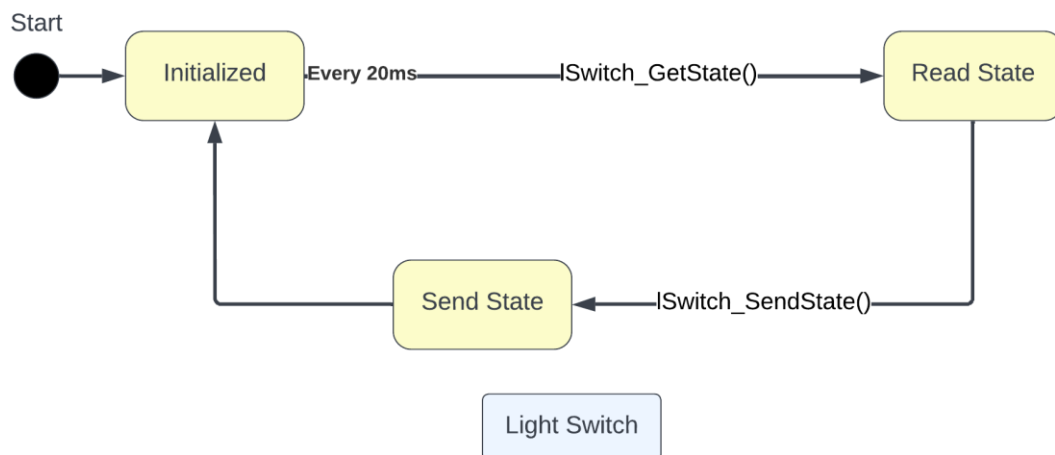 Start
Initialized
Every 20ms
lSwitch_GetState()
Read State
Send State
lSwitch_SendState()
Light Switch